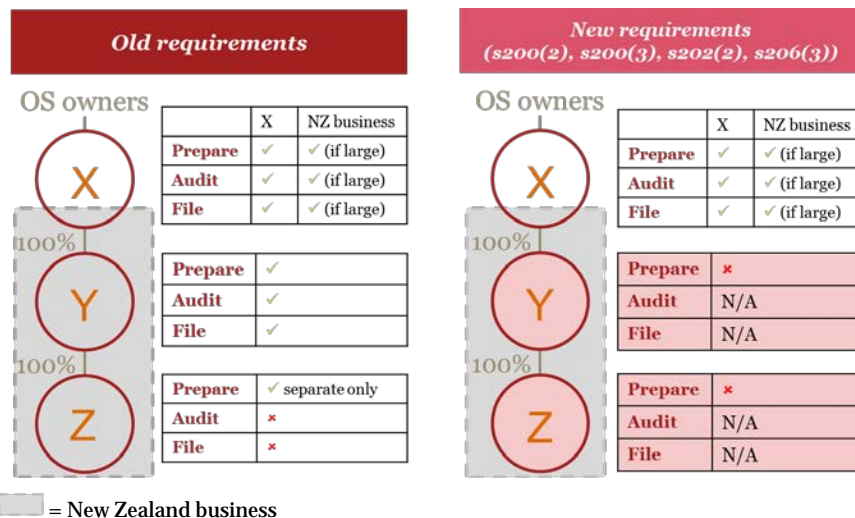 Old requirements
OS owners
X NZ business
Prepare ✓ ✓ (if large)
Audit ✓ ✓ (if large)
File ✓ ✓ (if large)
X
100%
Y
Prepare ✓
Audit ✓
File ✓
100%
Z
Prepare ✓ separate only
Audit ×
File ×
New requirements
(s200(2), s200(3), s202(2), s206(3))
OS owners
X NZ business
Prepare ✓ ✓ (if large)
Audit ✓ ✓ (if large)
File ✓ ✓ (if large)
X
100%
Y
Prepare ×
Audit N/A
File N/A
100%
Z
Prepare ×
Audit N/A
File N/A
= New Zealand business